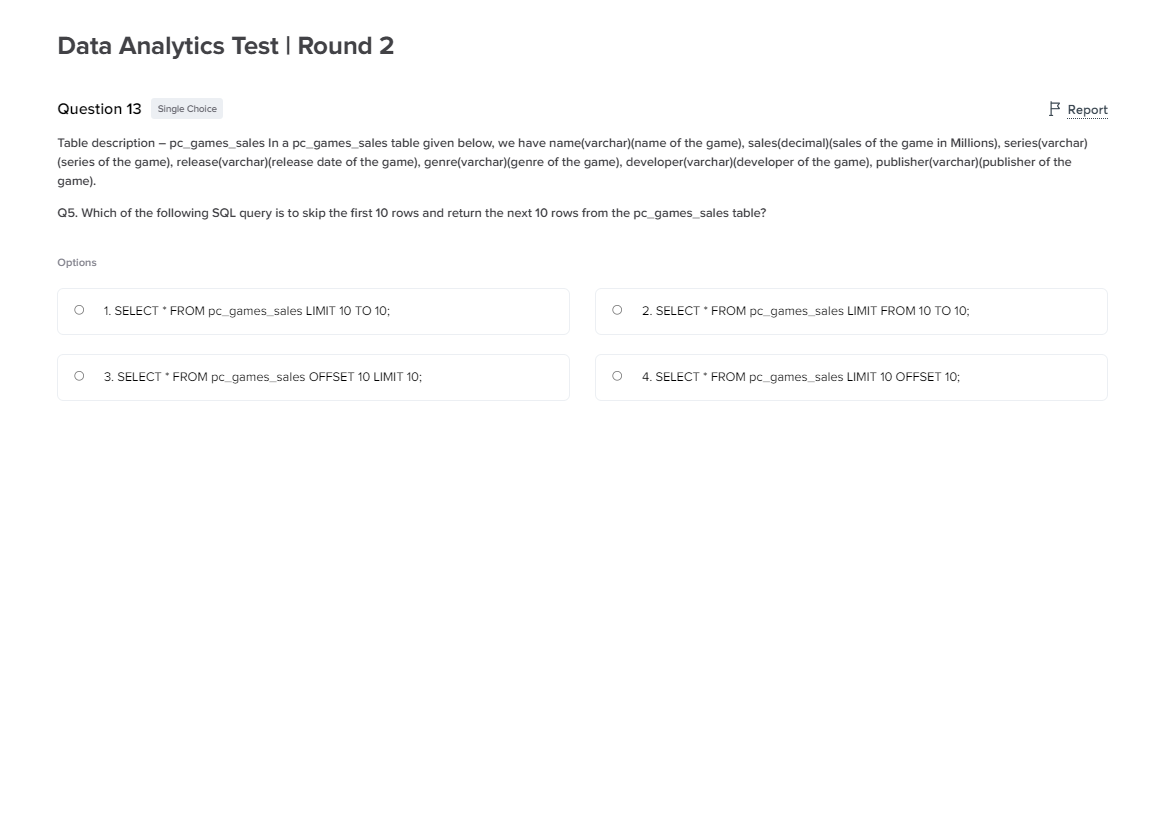 Data Analytics Test | Round 2
Question 13 Single Choice
Report
Table description – pc_games_sales In a pc_games_sales table given below, we have name(varchar)(name of the game), sales(decimal)(sales of the game in Millions), series(varchar)
(series of the game), release(varchar)(release date of the game), genre(varchar)(genre of the game), developer(varchar)(developer of the game), publisher(varchar)(publisher of the
game).
Q5. Which of the following SQL query is to skip the first 10 rows and return the next 10 rows from the pc_games_sales table?
Options
1. SELECT * FROM pc_games_sales LIMIT 10 TO 10;
2. SELECT * FROM pc_games_sales LIMIT FROM 10 TO 10;
3. SELECT * FROM pc_games_sales OFFSET 10 LIMIT 10;
4. SELECT * FROM pc_games_sales LIMIT 10 OFFSET 10;